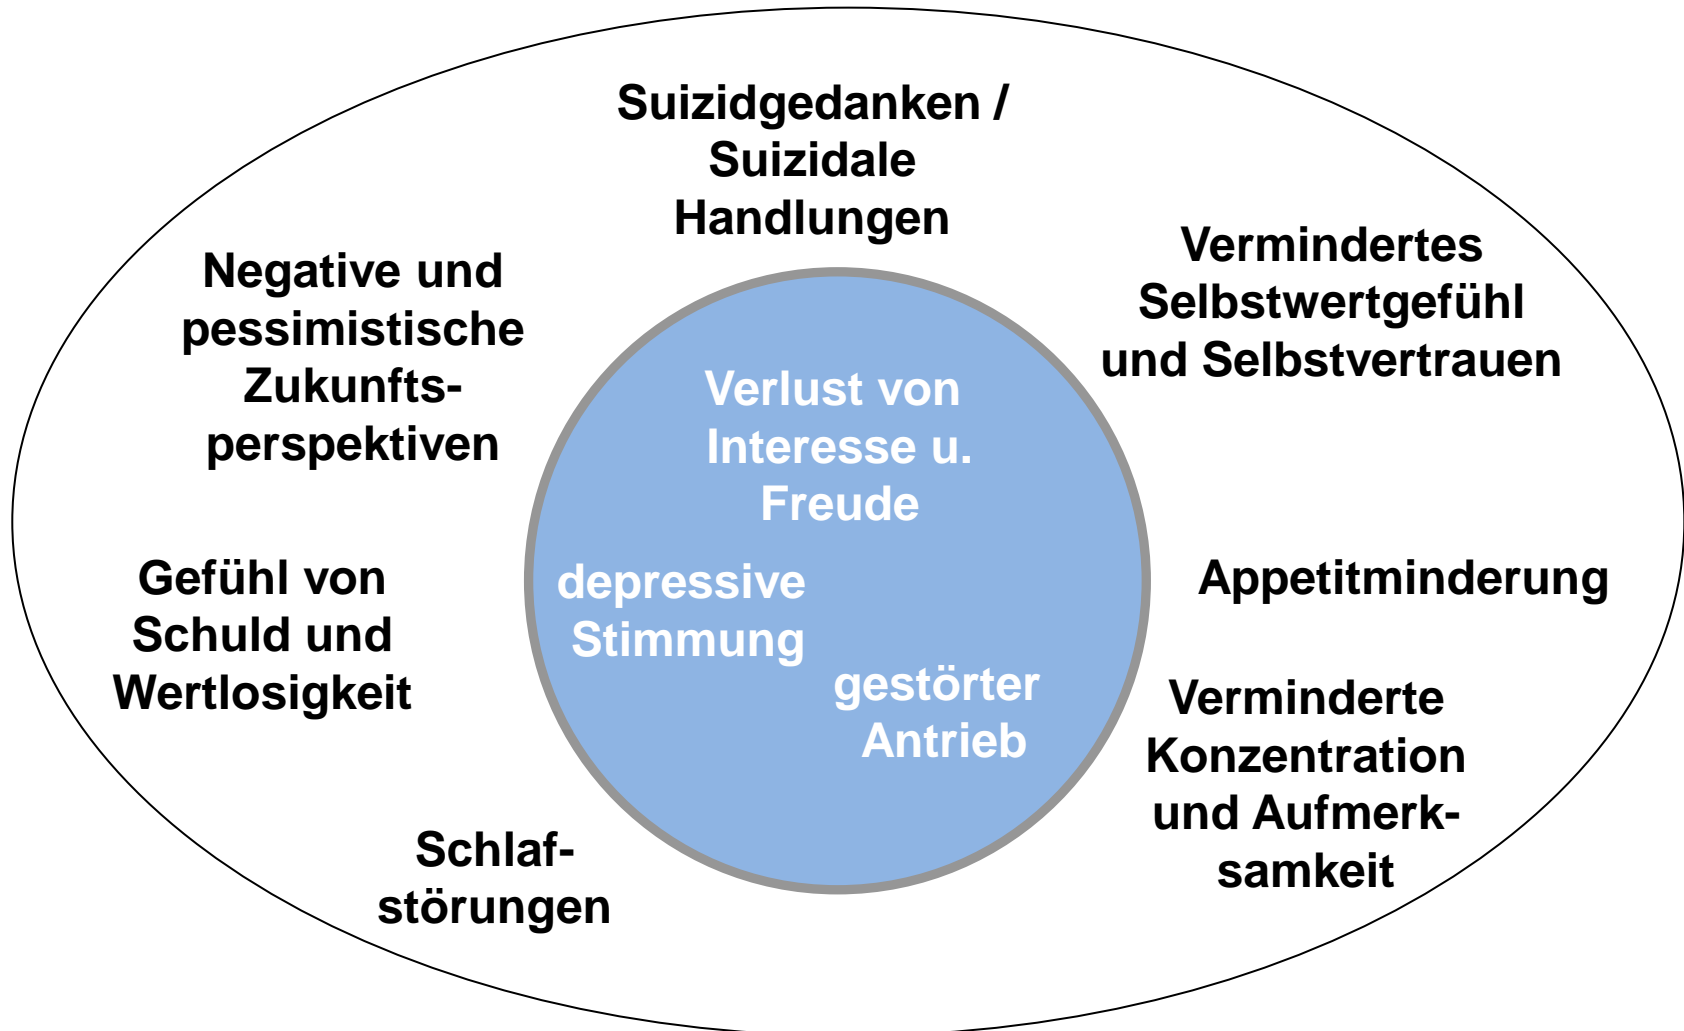 Suizidgedanken /
Suizidale
Handlungen
Negative und
pessimistische
Zukunfts-
perspektiven
Vermindertes
Selbstwertgefühl
und Selbstvertrauen
Verlust von
Interesse u.
Freude
Gefühl von
Schuld und
Wertlosigkeit
depressive
Stimmung
gestörter
Antrieb
Appetitminderung
Verminderte
Konzentration
und Aufmerk-
samkeit
Schlaf-
störungen